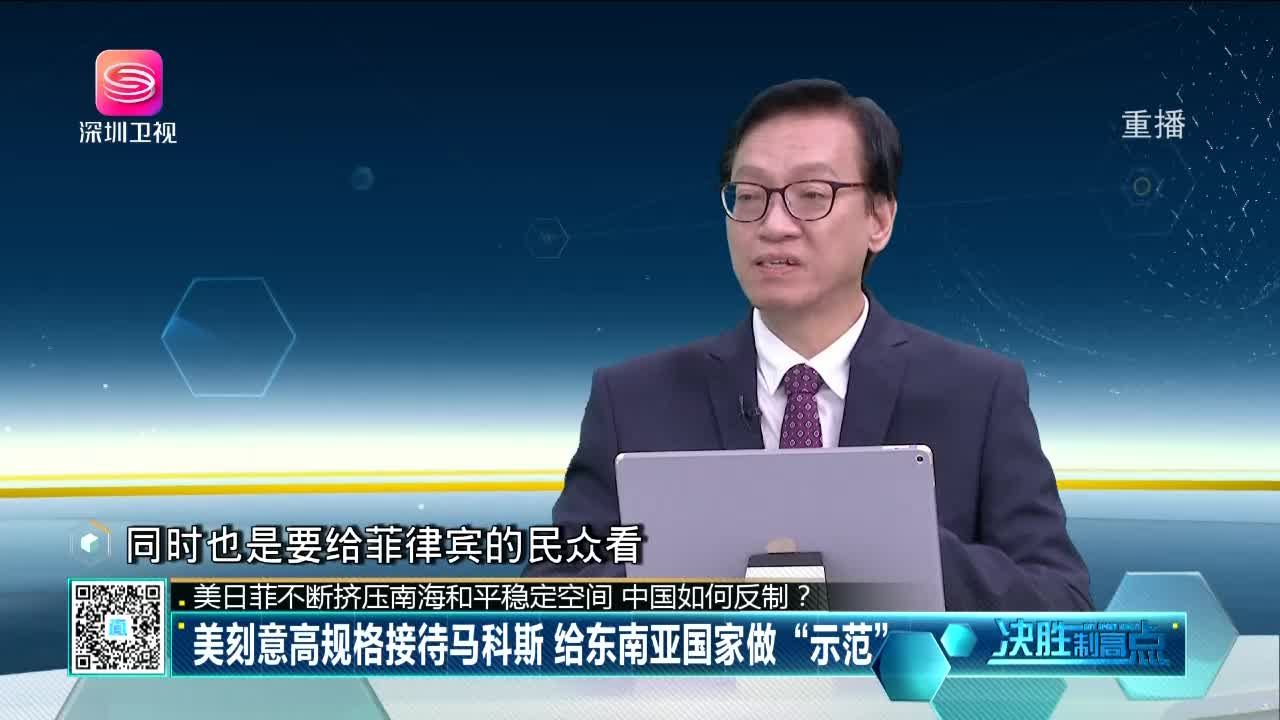 深圳卫视
重播
同时也是要给菲律宾的民众看
美日菲不断挤压南海和平稳定空间 中国如何反制？
美刻意高规格接待马科斯 给东南亚国家做“示范”
决胜制高点